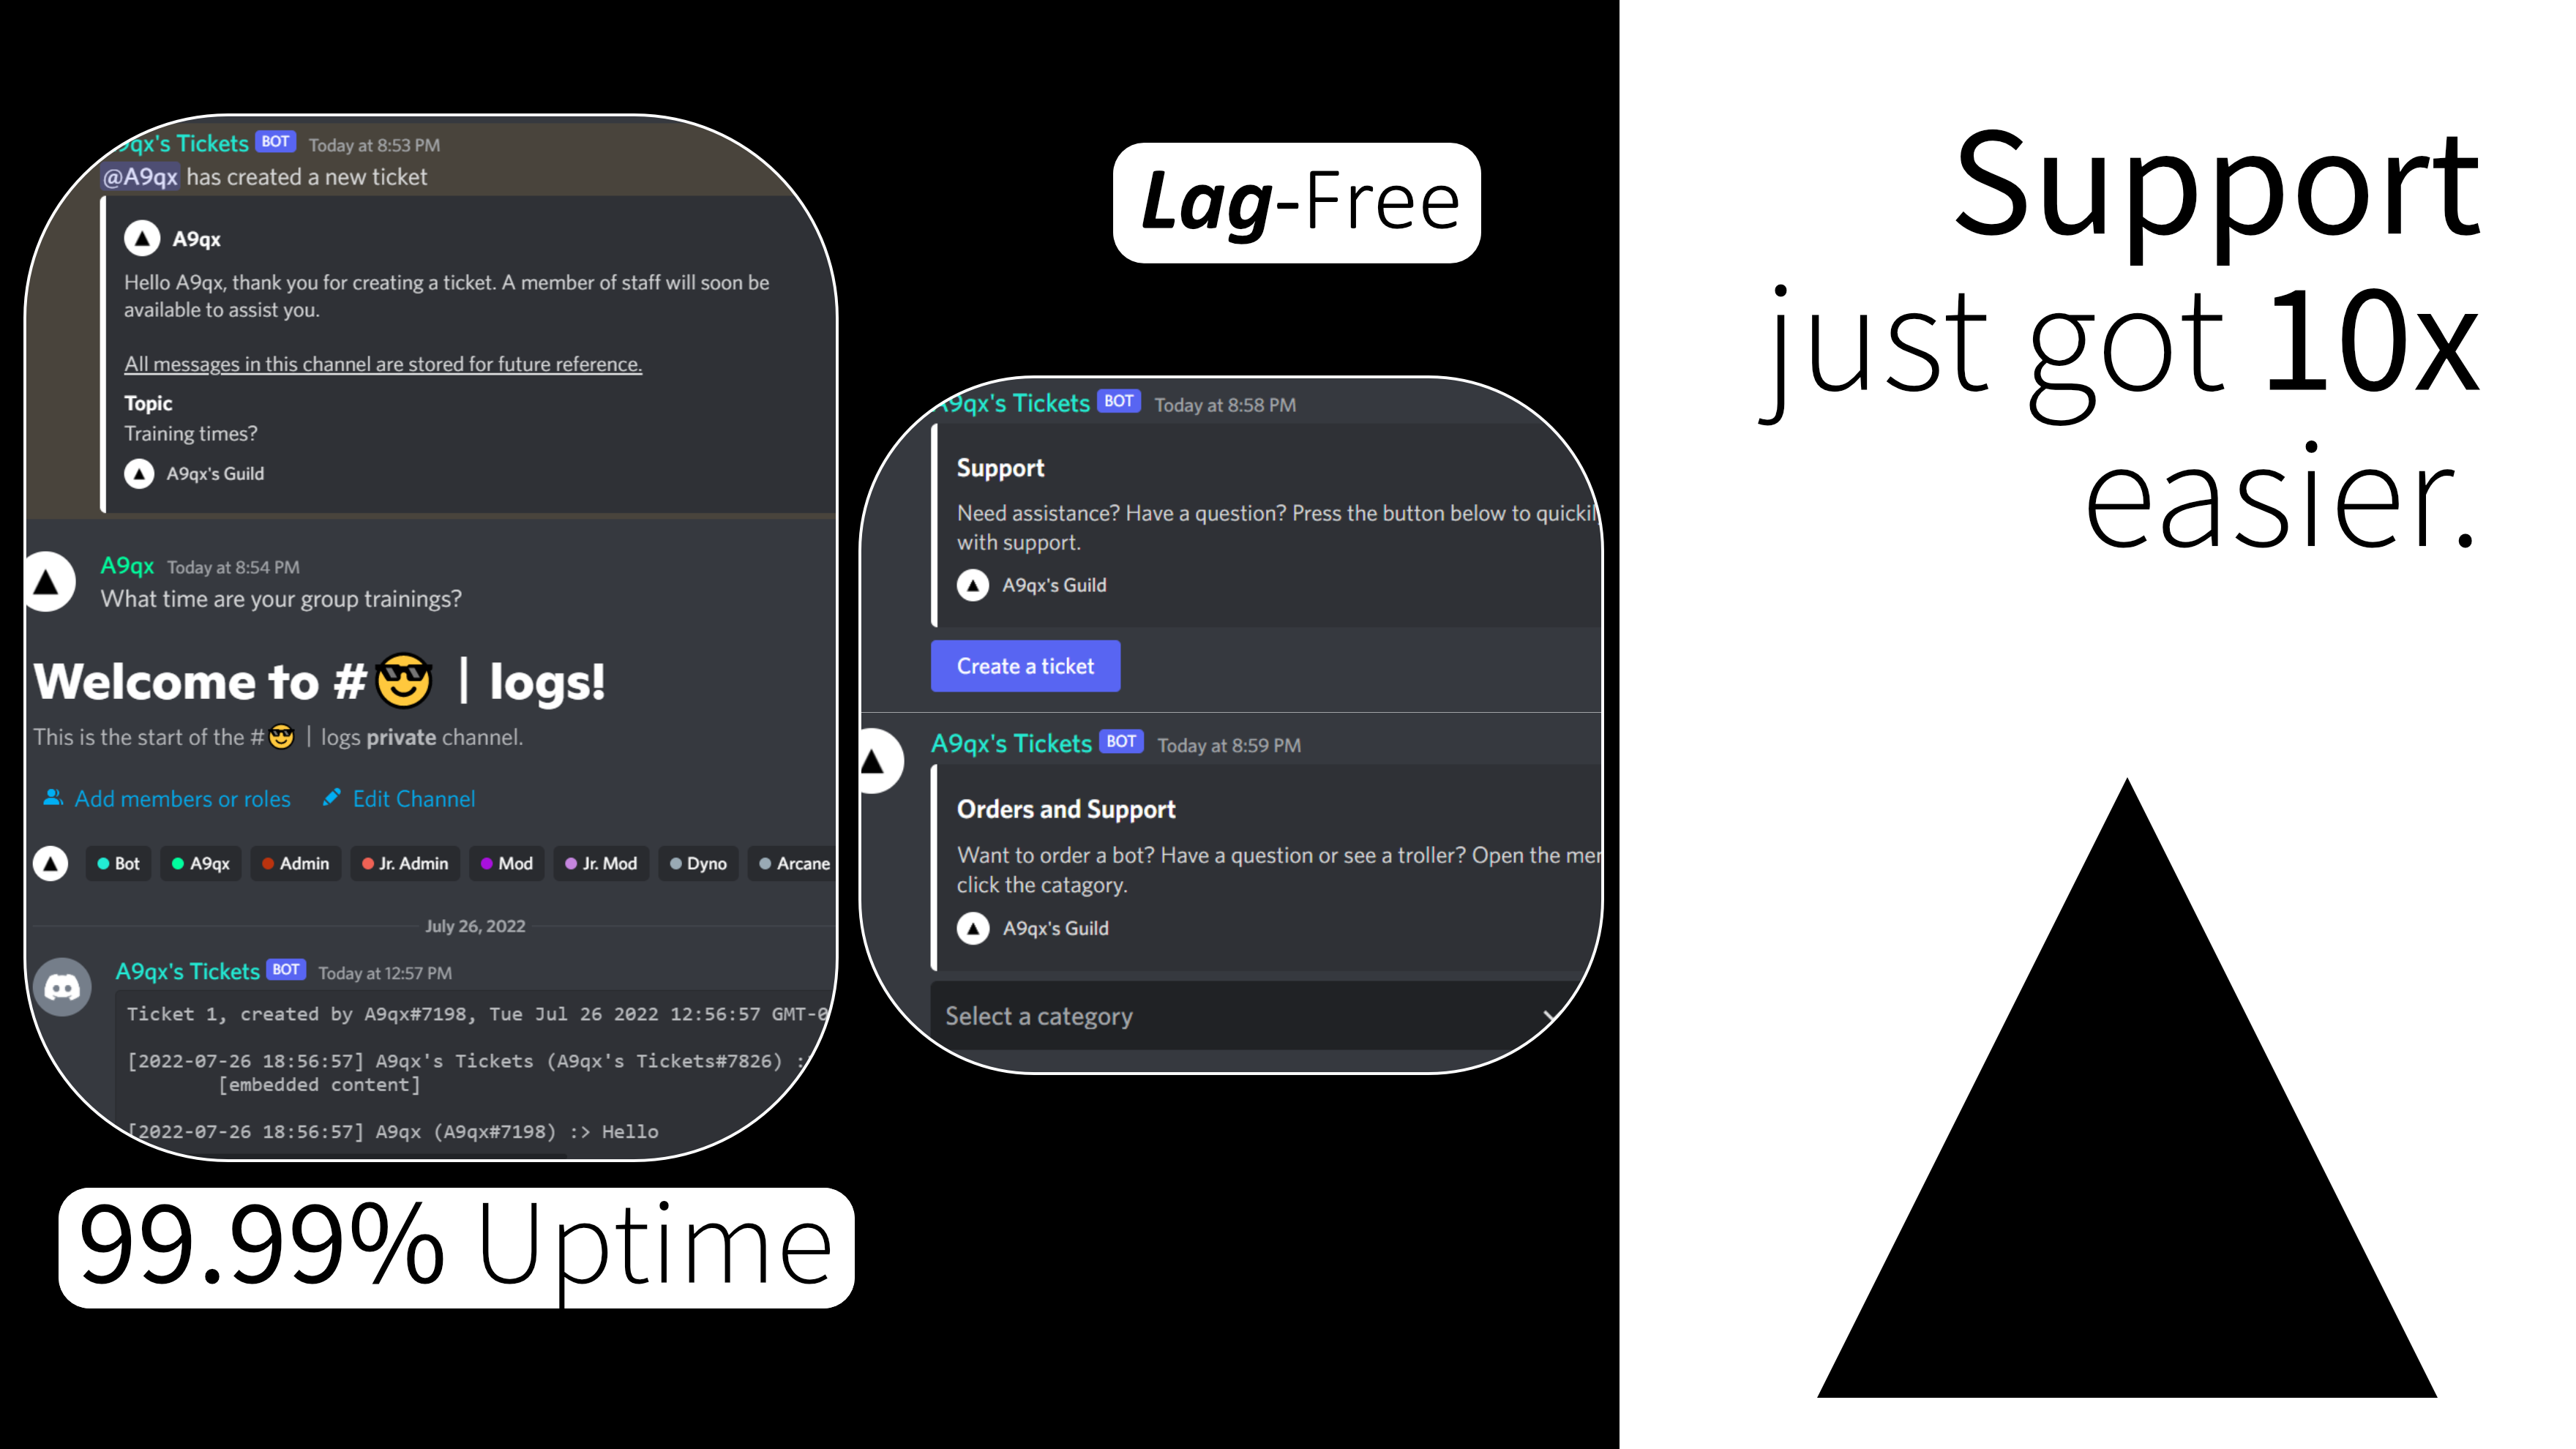 9qx's Tickets BOT Today at 8:53 PM
@A9qx has created a new ticket
A9qx
Hello A9qx, thank you for creating a ticket. A member of staff will soon be
available to assist you.
All messages in this channel are stored for future reference.
Topic
Training times?
A9qx's Guild
A9qx Today at 8:54 PM
What time are your group trainings?
Welcome to #😎 | logs!
This is the start of the #😎 | logs private channel.
Add members or roles Edit Channel
Bot A9qx Admin Jr. Admin Mod Jr. Mod Dyno Arcane
July 26, 2022
A9qx's Tickets BOT Today at 12:57 PM
Ticket 1, created by A9qx#7198, Tue Jul 26 2022 12:56:57 GMT-0
[2022-07-26 18:56:57] A9qx's Tickets (A9qx's Tickets#7826) :
[embedded content]
[2022-07-26 18:56:57] A9qx (A9qx#7198) :> Hello
99.99% Uptime
Lag-Free
A9qx's Tickets BOT Today at 8:58 PM
Support
Need assistance? Have a question? Press the button below to quickil
with support.
A9qx's Guild
Create a ticket
A9qx's Tickets BOT Today at 8:59 PM
Orders and Support
Want to order a bot? Have a question or see a troller? Open the mer
click the catagory.
A9qx's Guild
Select a category
Support
just got 10x
easier.